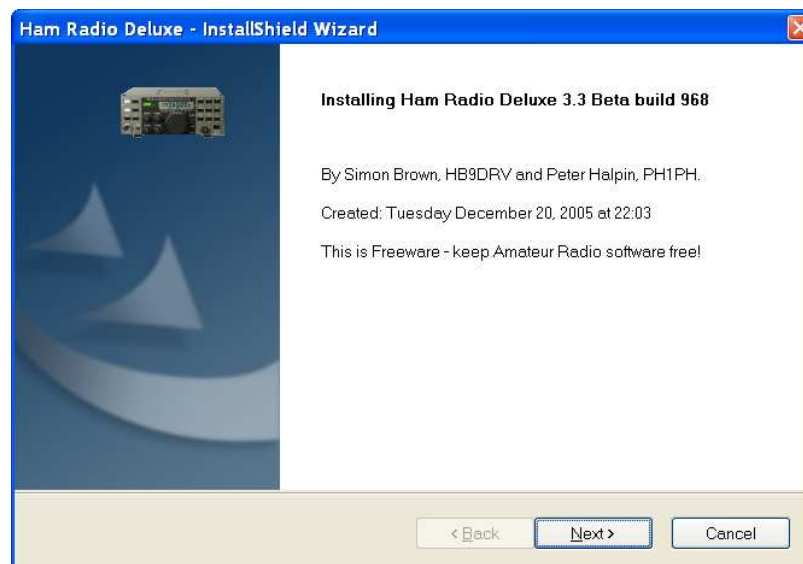 Ham Radio Deluxe - InstallShield Wizard
Installing Ham Radio Deluxe 3.3 Beta build 968
By Simon Brown, HB9DRV and Peter Halpin, PH1PH.
Created: Tuesday December 20, 2005 at 22:03
This is Freeware - keep Amateur Radio software free!
< Back Next > Cancel